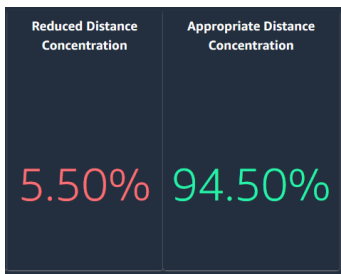 Reduced Distance
Concentration
5.50%
Appropriate Distance
Concentration
94.50%